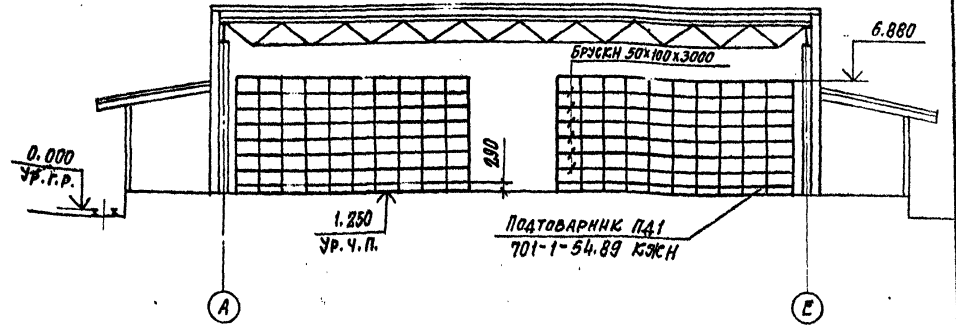 6.880
БРУСКИ 50×100×3000
0.000
Ур.г.р.
290
1.250
Ур.ч.п.
ПОДТОВАРНИК ПД1
701-1-54.89 КЖН
А
Е